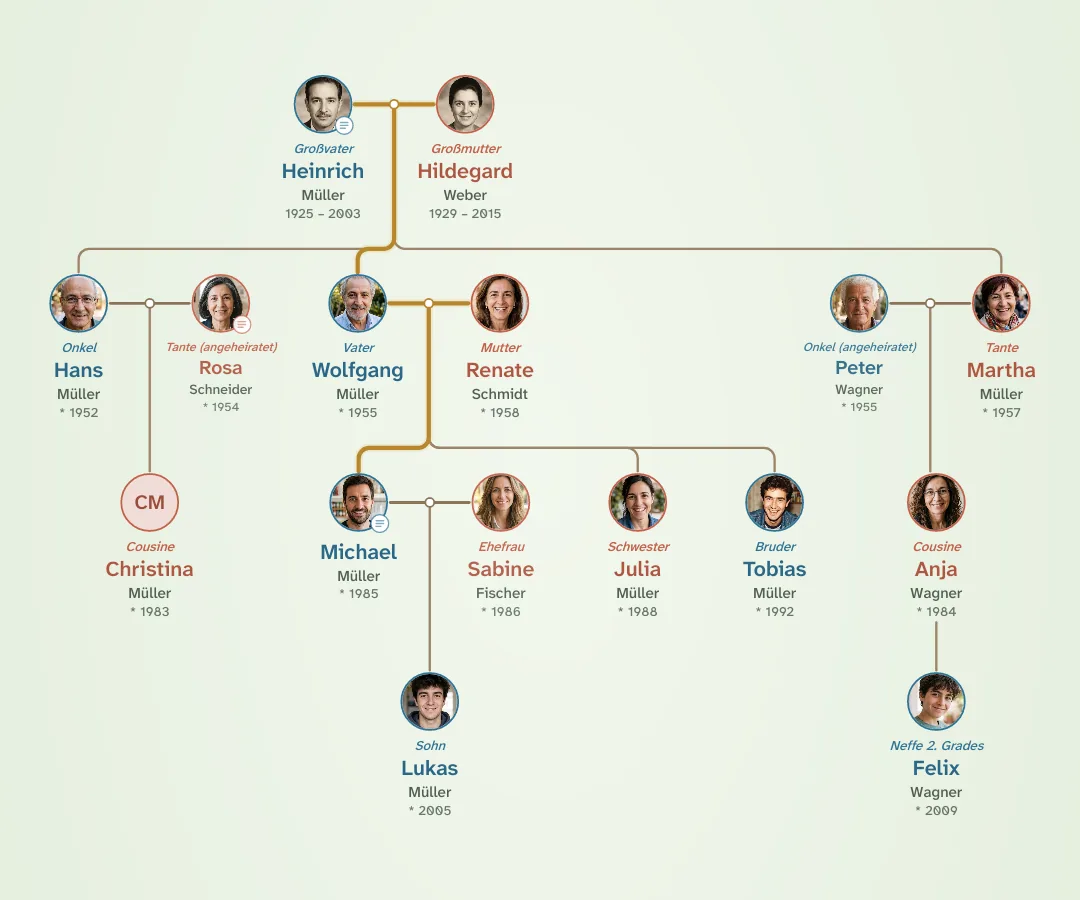 Großvater
Heinrich
Müller
1925 – 2003
Großmutter
Hildegard
Weber
1929 – 2015
Onkel
Hans
Müller
* 1952
Tante (angeheiratet)
Rosa
Schneider
* 1954
Vater
Wolfgang
Müller
* 1955
Mutter
Renate
Schmidt
* 1958
Onkel (angeheiratet)
Peter
Wagner
* 1955
Tante
Martha
Müller
* 1957
CM
Cousine
Christina
Müller
* 1983
Michael
Müller
* 1985
Ehefrau
Sabine
Fischer
* 1986
Schwester
Julia
Müller
* 1988
Bruder
Tobias
Müller
* 1992
Cousine
Anja
Wagner
* 1984
Sohn
Lukas
Müller
* 2005
Neffe 2. Grades
Felix
Wagner
* 2009